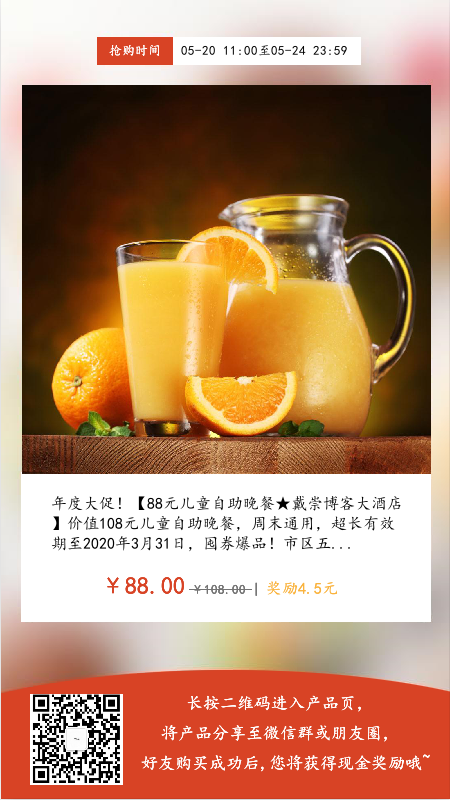 抢购时间 05-20 11:00至05-24 23:59
年度大促！【88元儿童自助晚餐★戴崇博客大酒店
】价值108元儿童自助晚餐，周末通用，超长有效
期至2020年3月31日，囤券爆品！市区五...
￥88.00 ￥108.00 | 奖励4.5元
长按二维码进入产品页，
将产品分享至微信群或朋友圈，
好友购买成功后，您将获得现金奖励哦~